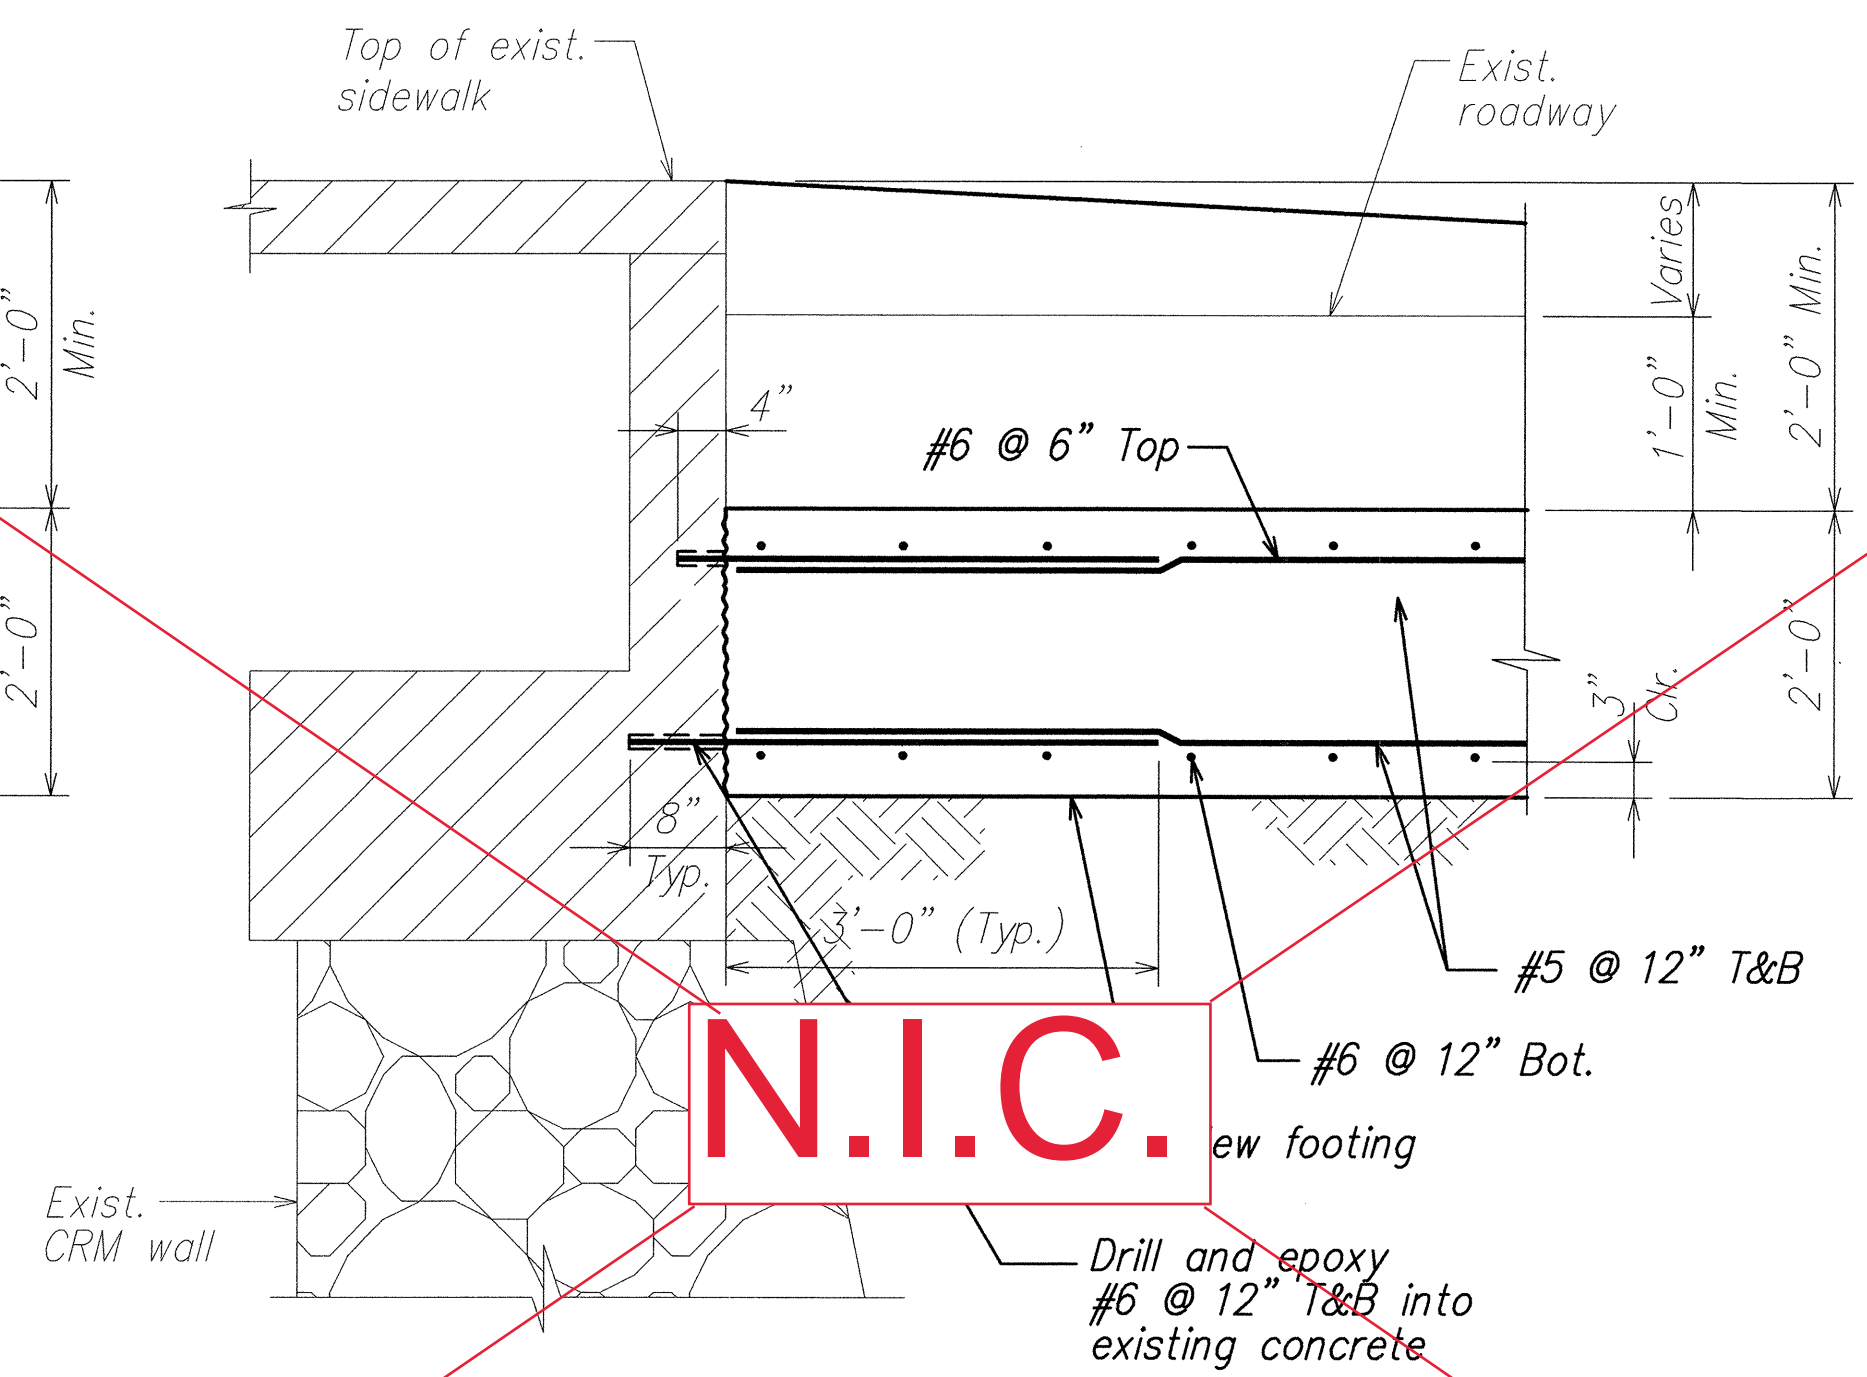 Top of exist.
sidewalk
Exist.
roadway
2'-0"
Min.
Varies
1'-0"
Min.
2'-0" Min.
4"
#6 @ 6" Top
2'-0"
3"
Clr.
2'-0"
8"
Typ.
3'-0" (Typ.)
#5 @ 12" T&B
#6 @ 12" Bot.
N.I.C.
ew footing
Exist.
CRM wall
Drill and epoxy
#6 @ 12" T&B into
existing concrete